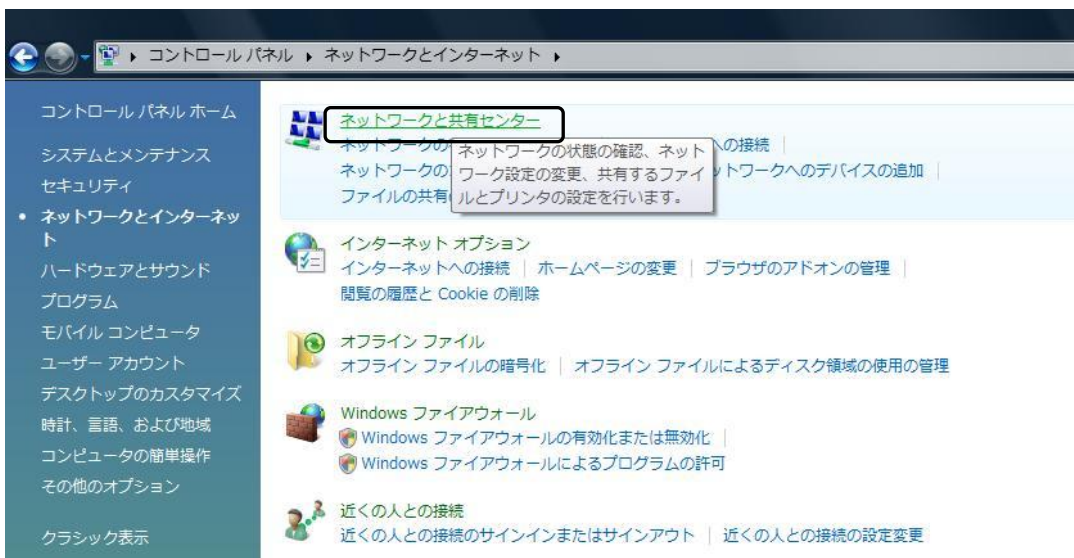 コントロール パネル ▸ ネットワークとインターネット ▸
コントロール パネル ホーム
システムとメンテナンス
セキュリティ
• ネットワークとインターネッ
ト
ハードウェアとサウンド
プログラム
モバイル コンピュータ
ユーザー アカウント
デスクトップのカスタマイズ
時計、言語、および地域
コンピュータの簡単操作
その他のオプション
クラシック表示
ネットワークと共有センター
ネットワークの
への接続
ネットワークの
ットワークへのデバイスの追加
ファイルの共有
ネットワークの状態の確認、ネット
ワーク設定の変更、共有するファイ
ルとプリンタの設定を行います。
インターネット オプション
インターネットへの接続 | ホームページの変更 | ブラウザのアドオンの管理 |
閲覧の履歴と Cookie の削除
オフライン ファイル
オフライン ファイルの暗号化 | オフライン ファイルによるディスク領域の使用の管理
Windows ファイアウォール
Windows ファイアウォールの有効化または無効化 |
Windows ファイアウォールによるプログラムの許可
近くの人との接続
近くの人との接続のサインインまたはサインアウト | 近くの人との接続の設定変更